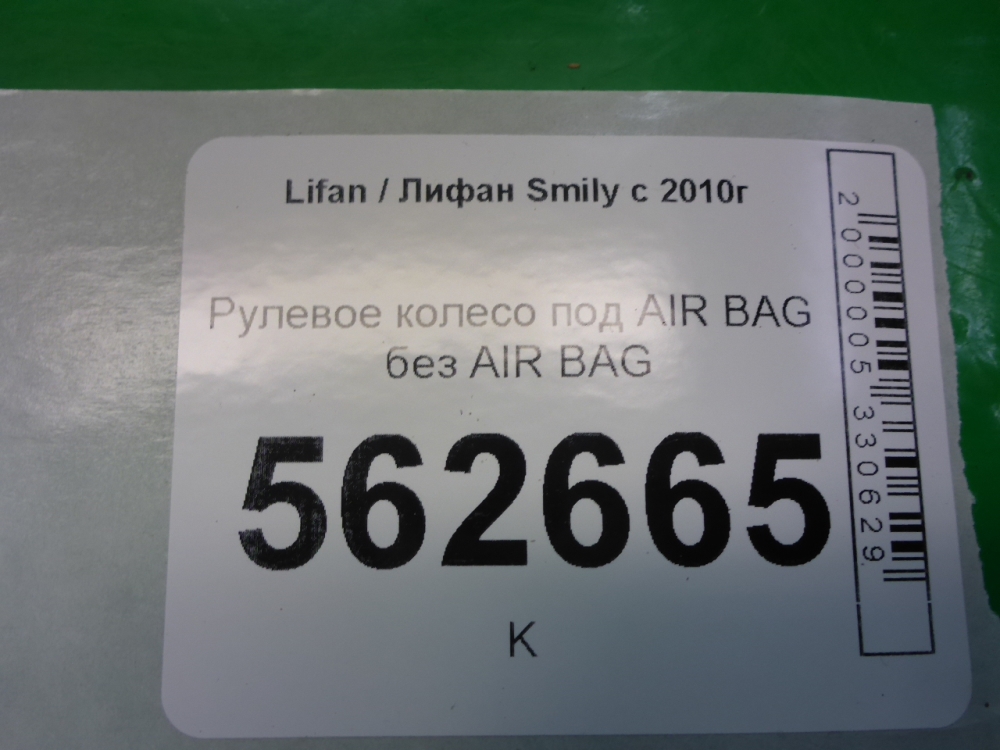 Lifan / Лифан Smily с 2010г
Рулевое колесо под AIR BAG
без AIR BAG
562665
К
2000005330629